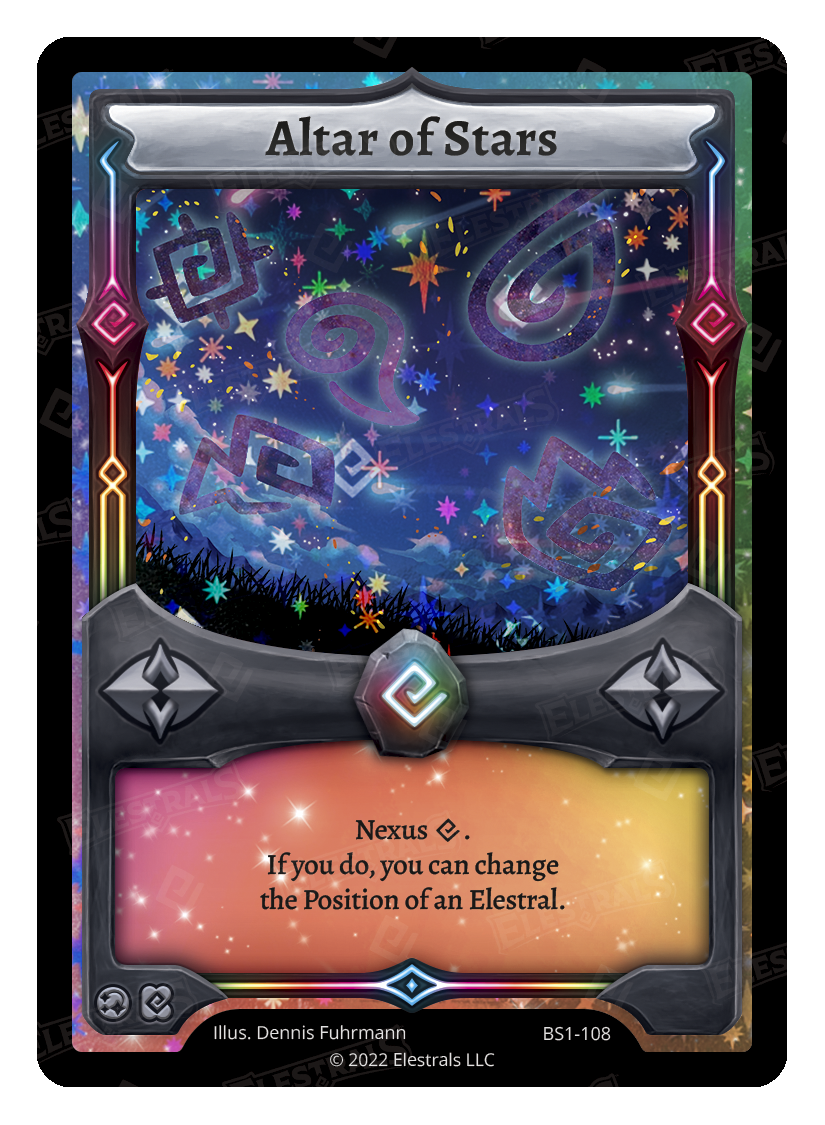 Altar of Stars
Nexus .
If you do, you can change
the Position of an Elestral.
Illus. Dennis Fuhrmann
BS1-108
© 2022 Elestrals LLC
ELESTRALS